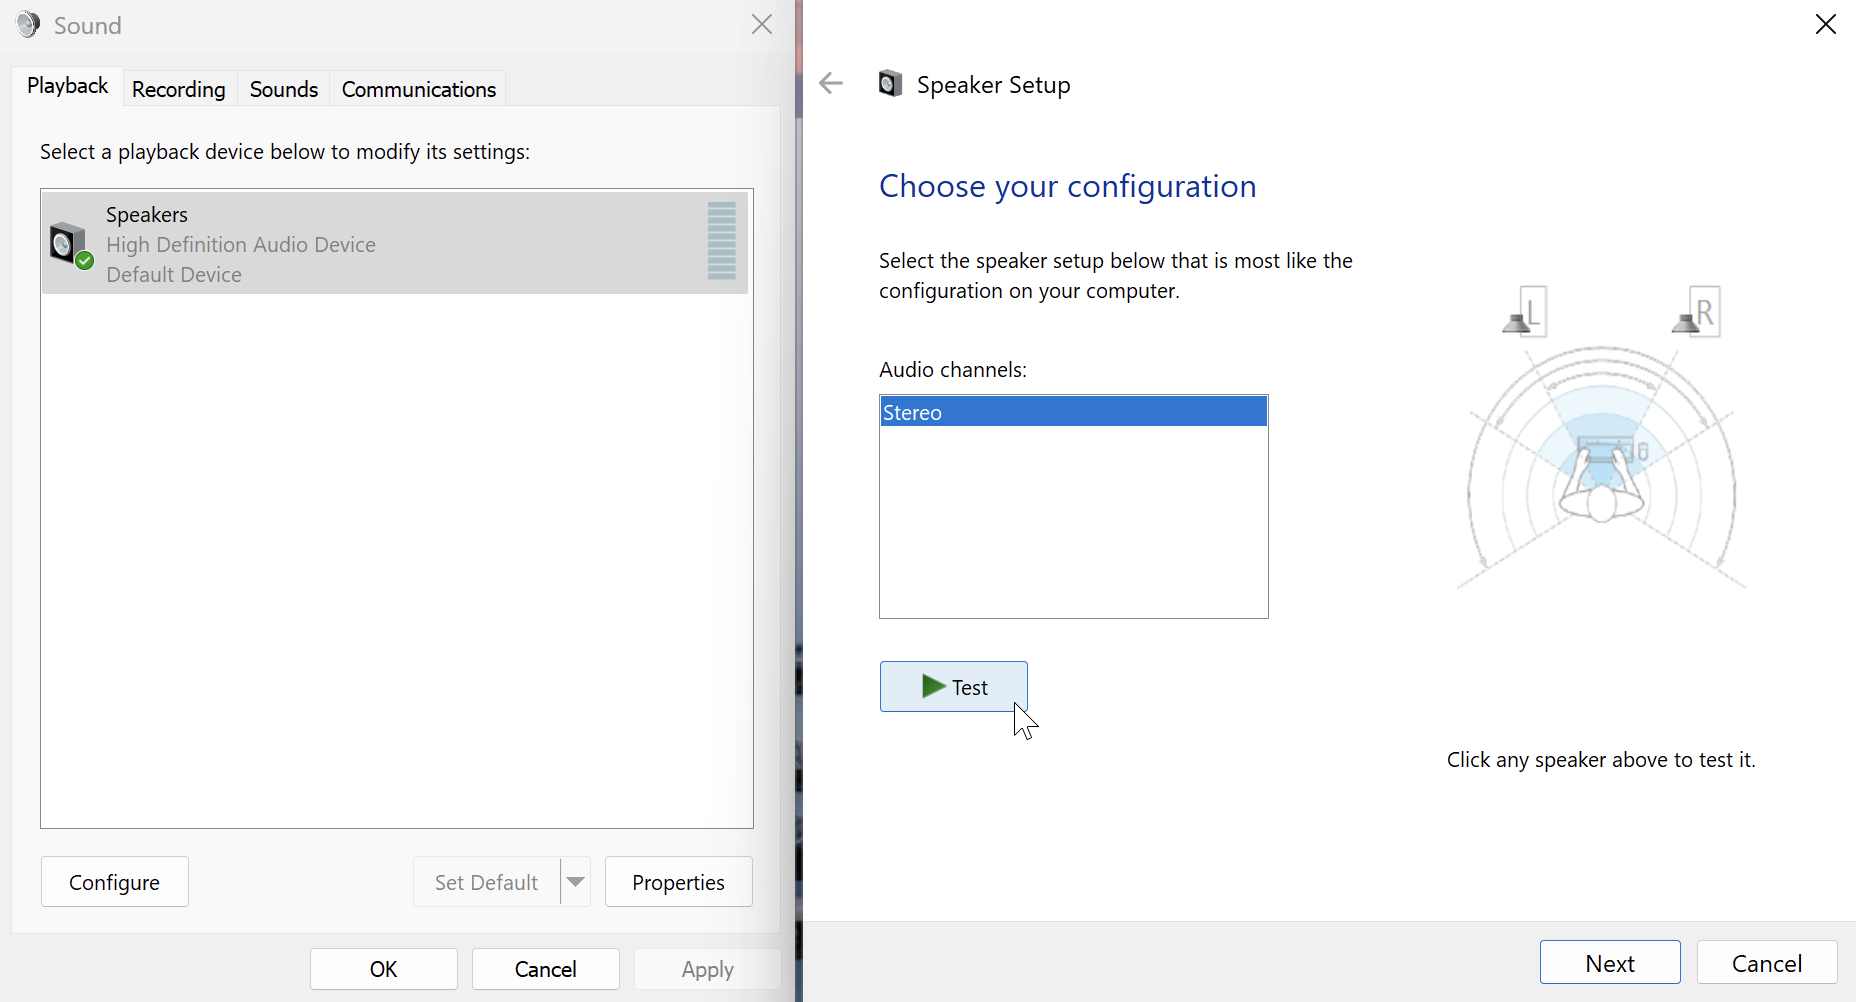 Sound
Playback
Recording
Sounds
Communications
Select a playback device below to modify its settings:
Speakers
High Definition Audio Device
Default Device
Configure
Set Default
Properties
OK
Cancel
Apply
Speaker Setup
Choose your configuration
Select the speaker setup below that is most like the
configuration on your computer.
Audio channels:
Stereo
Test
L
R
Click any speaker above to test it.
Next
Cancel